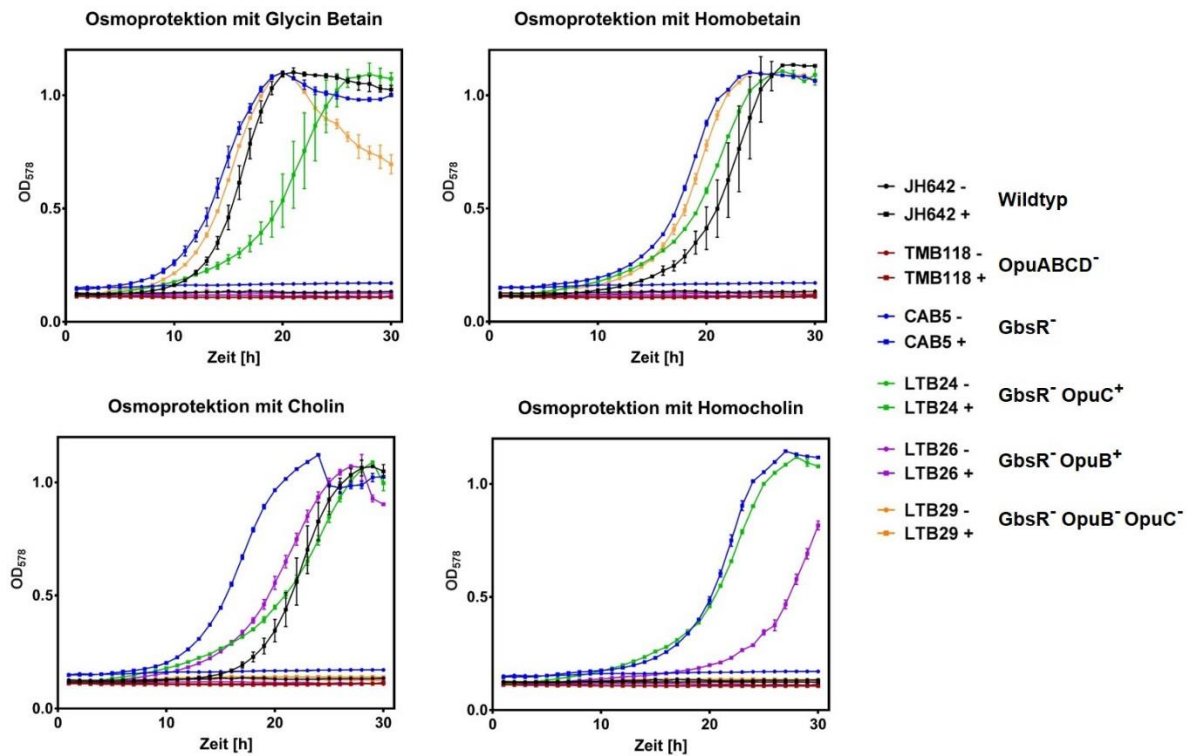 Osmoprotektion mit Glycin Betain
1.0
0.5
0.0
OD578
0
10
20
30
Zeit [h]
Osmoprotektion mit Homobetain
1.0
0.5
0.0
OD578
0
10
20
30
Zeit [h]
Osmoprotektion mit Cholin
1.0
0.5
0.0
OD578
0
10
20
30
Zeit [h]
Osmoprotektion mit Homocholin
1.0
0.5
0.0
OD578
0
10
20
30
Zeit [h]
JH642 -
JH642 +
Wildtyp
TMB118 -
TMB118 +
OpuABCD-
CAB5 -
CAB5 +
GbsR-
LTB24 -
LTB24 +
GbsR- OpuC+
LTB26 -
LTB26 +
GbsR- OpuB+
LTB29 -
LTB29 +
GbsR- OpuB- OpuC-